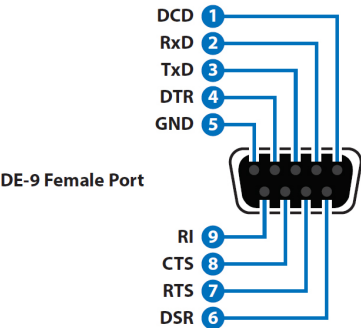 DCD 1
RxD 2
TxD 3
DTR 4
GND 5
DE-9 Female Port
RI 9
CTS 8
RTS 7
DSR 6